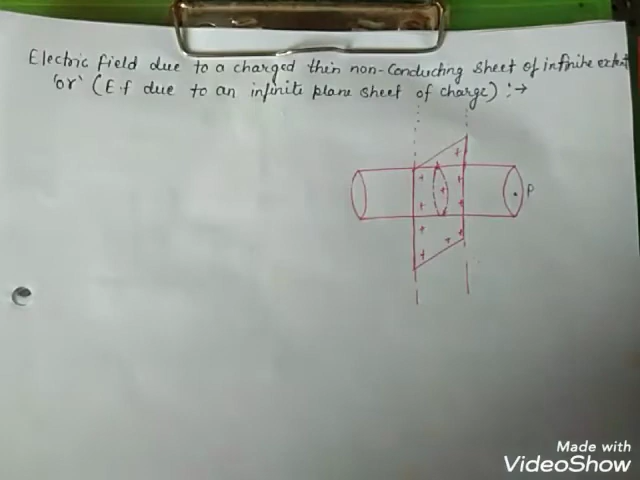 Electric field due to a charged thin non-conducting sheet of infinite extent
'or' (E.f due to an infinite plane sheet of charge) :→
P
Made with
VideoShow